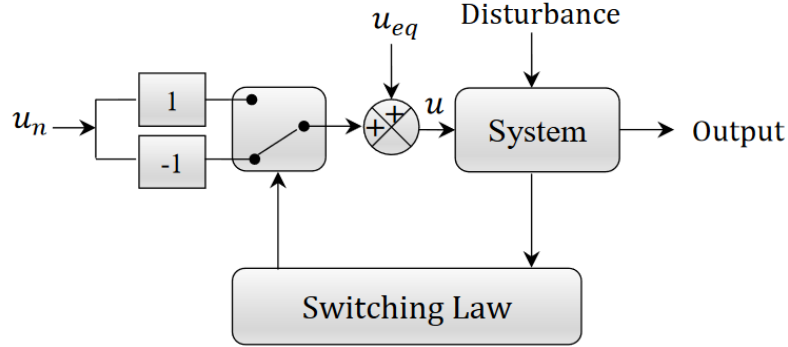 u_eq
Disturbance
1
u_n
-1
+
+
u
System
Output
Switching Law